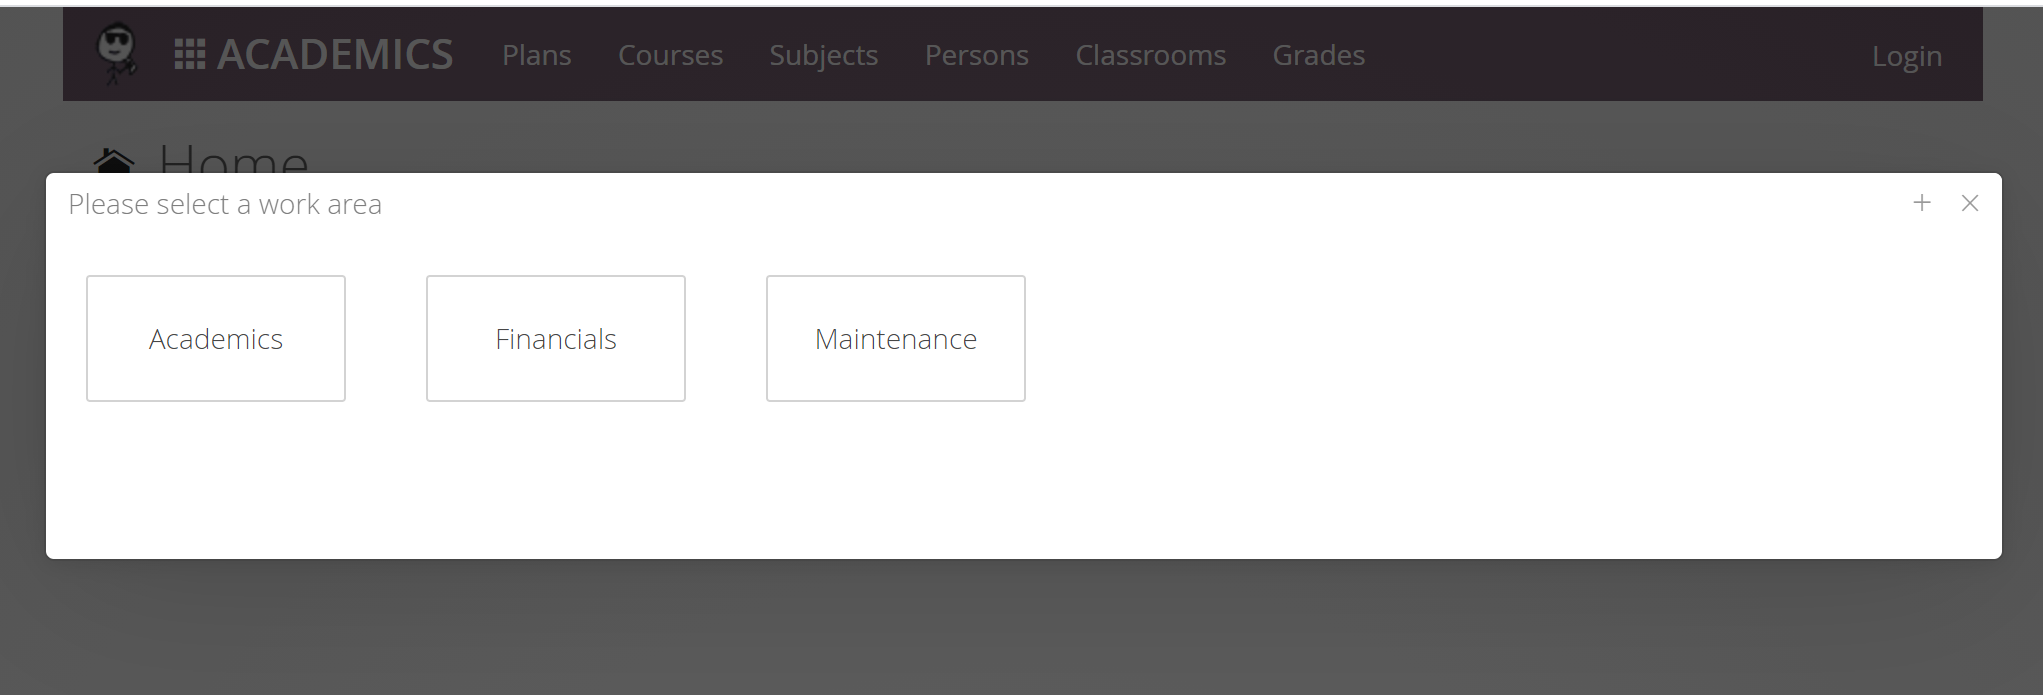 ACADEMICS Plans Courses Subjects Persons Classrooms Grades Login
Home
Please select a work area
Academics Financials Maintenance